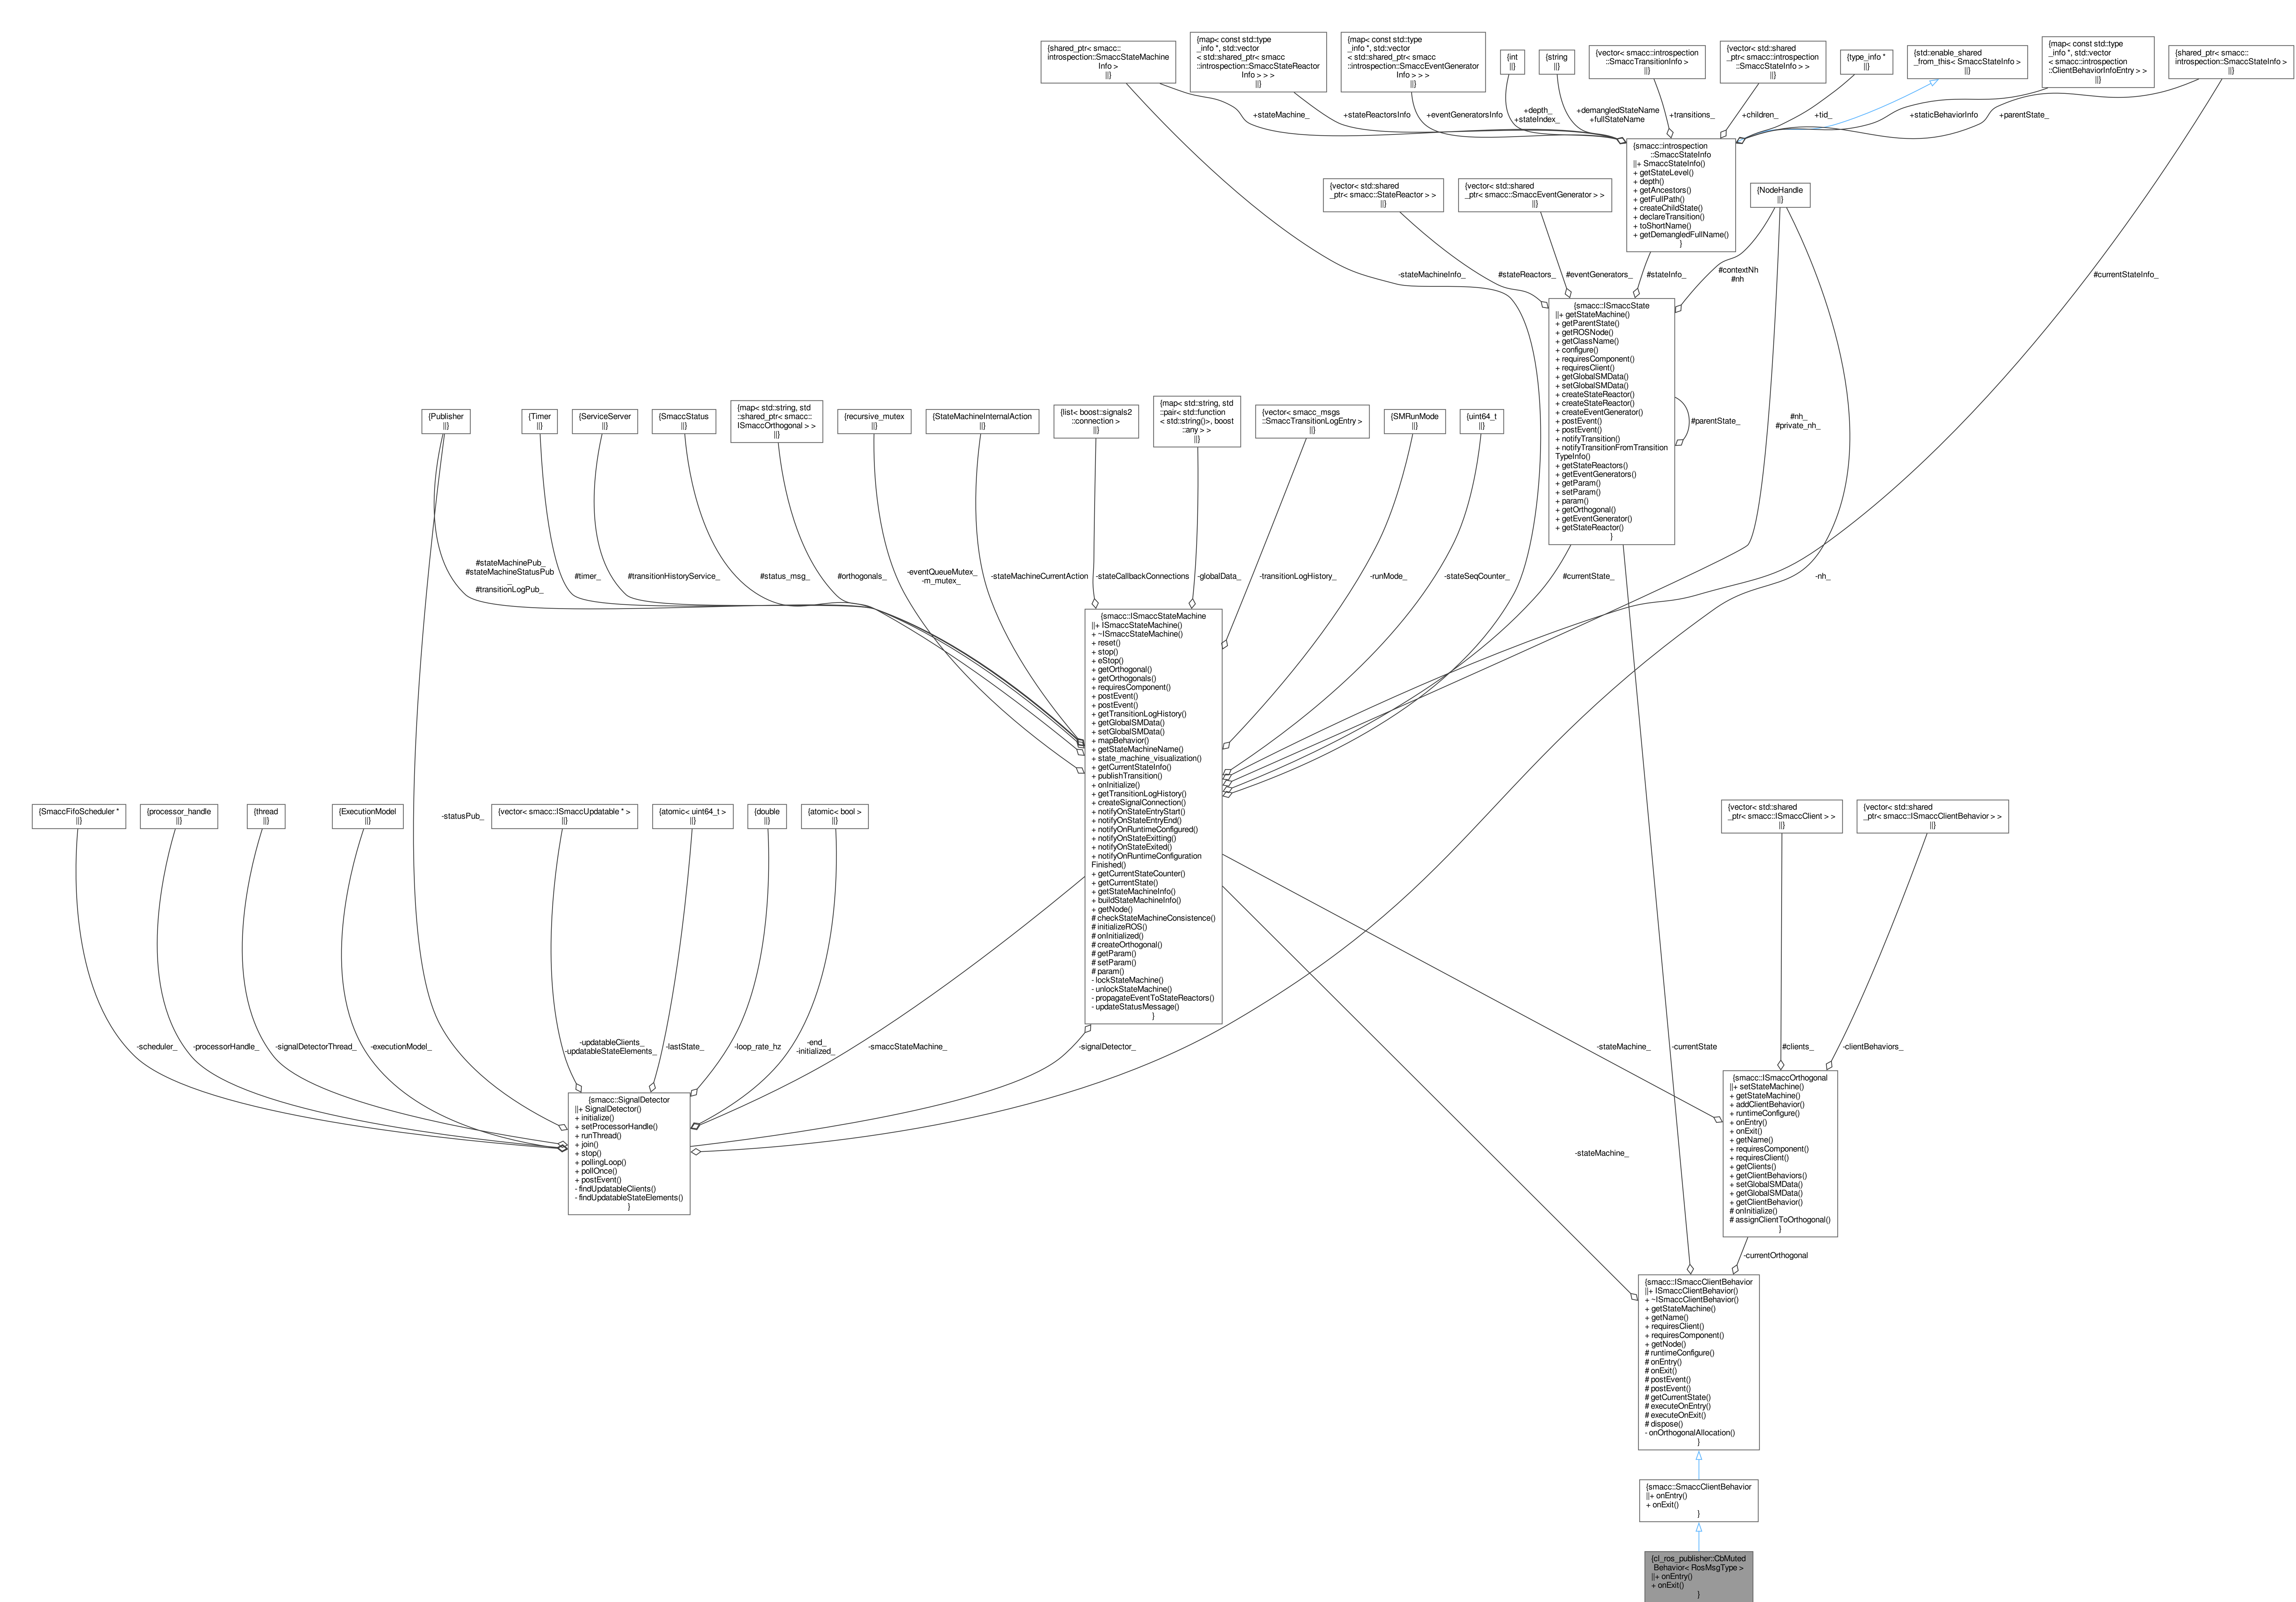 {shared_ptr< smacc::
introspection::SmaccStateMachine
Info >
||}
{map< const std::type
_info *, std::vector
< std::shared_ptr< smacc
::introspection::SmaccStateReactor
Info > > >
||}
{map< const std::type
_info *, std::vector
< std::shared_ptr< smacc
::introspection::SmaccEventGenerator
Info > > >
||}
{int
||}
{string
||}
{vector< smacc::introspection
::SmaccTransitionInfo >
||}
{vector< std::shared
_ptr< smacc::introspection
::SmaccStateInfo > >
||}
{type_info *
||}
{std::enable_shared
_from_this< SmaccStateInfo >
||}
{map< const std::type
_info *, std::vector
< smacc::introspection
::ClientBehaviorInfoEntry > >
||}
{shared_ptr< smacc::
introspection::SmaccStateInfo >
||}
+stateMachine_
+stateReactorsInfo
+eventGeneratorsInfo
+depth_
+stateIndex_
+demangledStateName
+fullStateName
+transitions_
+children_
+tid_
+staticBehaviorInfo
+parentState_
{smacc::introspection
::SmaccStateInfo
||+ SmaccStateInfo()
+ getStateLevel()
+ depth()
+ getAncestors()
+ getFullPath()
+ createChildState()
+ declareTransition()
+ toShortName()
+ getDemangledFullName()
}
{vector< std::shared
_ptr< smacc::StateReactor > >
||}
{vector< std::shared
_ptr< smacc::SmaccEventGenerator > >
||}
{NodeHandle
||}
-stateMachineInfo_
#stateReactors_
#eventGenerators_
#stateInfo_
#contextNh
#nh
#currentStateInfo_
{smacc::ISmaccState
||+ getStateMachine()
+ getParentState()
+ getROSNode()
+ getClassName()
+ configure()
+ requiresComponent()
+ requiresClient()
+ getGlobalSMData()
+ setGlobalSMData()
+ createStateReactor()
+ createStateReactor()
+ createEventGenerator()
+ postEvent()
+ postEvent()
+ notifyTransition()
+ notifyTransitionFromTransition
TypeInfo()
+ getStateReactors()
+ getEventGenerators()
+ getParam()
+ setParam()
+ param()
+ getOrthogonal()
+ getEventGenerator()
+ getStateReactor()
}
#parentState_
#nh_
#private_nh_
{Publisher
||}
{Timer
||}
{ServiceServer
||}
{SmaccStatus
||}
{map< std::string, std
::shared_ptr< smacc::
ISmaccOrthogonal > >
||}
{recursive_mutex
||}
{StateMachineInternalAction
||}
{list< boost::signals2
::connection >
||}
{map< std::string, std
::pair< std::function
< std::string()>, boost
::any > >
||}
{vector< smacc_msgs
::SmaccTransitionLogEntry >
||}
{SMRunMode
||}
{uint64_t
||}
#stateMachinePub_
#stateMachineStatusPub
_
#transitionLogPub_
#timer_
#transitionHistoryService_
#status_msg_
#orthogonals_
-eventQueueMutex_
-m_mutex_
-stateMachineCurrentAction
-stateCallbackConnections
-globalData_
-transitionLogHistory_
-runMode_
-stateSeqCounter_
#currentState_
-nh_
{smacc::ISmaccStateMachine
||+ ISmaccStateMachine()
+ ~ISmaccStateMachine()
+ reset()
+ stop()
+ eStop()
+ getOrthogonal()
+ getOrthogonals()
+ requiresComponent()
+ postEvent()
+ postEvent()
+ getTransitionLogHistory()
+ getGlobalSMData()
+ setGlobalSMData()
+ mapBehavior()
+ getStateMachineName()
+ state_machine_visualization()
+ getCurrentStateInfo()
+ publishTransition()
+ onInitialize()
+ getTransitionLogHistory()
+ createSignalConnection()
+ notifyOnStateEntryStart()
+ notifyOnStateEntryEnd()
+ notifyOnRuntimeConfigured()
+ notifyOnStateExitting()
+ notifyOnStateExited()
+ notifyOnRuntimeConfiguration
Finished()
+ getCurrentStateCounter()
+ getCurrentState()
+ getStateMachineInfo()
+ buildStateMachineInfo()
+ getNode()
# checkStateMachineConsistence()
# initializeROS()
# onInitialized()
# createOrthogonal()
# getParam()
# setParam()
# param()
- lockStateMachine()
- unlockStateMachine()
- propagateEventToStateReactors()
- updateStatusMessage()
}
{SmaccFifoScheduler *
||}
{processor_handle
||}
{thread
||}
{ExecutionModel
||}
-statusPub_
{vector< smacc::ISmaccUpdatable * >
||}
{atomic< uint64_t >
||}
{double
||}
{atomic< bool >
||}
{vector< std::shared
_ptr< smacc::ISmaccClient > >
||}
{vector< std::shared
_ptr< smacc::ISmaccClientBehavior > >
||}
-scheduler_
-processorHandle_
-signalDetectorThread_
-executionModel_
-updatableClients_
-updatableStateElements_
-lastState_
-loop_rate_hz
-end_
-initialized_
-smaccStateMachine_
-signalDetector_
-stateMachine_
-currentState
#clients_
-clientBehaviors_
{smacc::SignalDetector
||+ SignalDetector()
+ initialize()
+ setProcessorHandle()
+ runThread()
+ join()
+ stop()
+ pollingLoop()
+ pollOnce()
+ postEvent()
- findUpdatableClients()
- findUpdatableStateElements()
}
{smacc::ISmaccOrthogonal
||+ setStateMachine()
+ getStateMachine()
+ addClientBehavior()
+ runtimeConfigure()
+ onEntry()
+ onExit()
+ getName()
+ requiresComponent()
+ requiresClient()
+ getClients()
+ getClientBehaviors()
+ setGlobalSMData()
+ getGlobalSMData()
+ getClientBehavior()
# onInitialize()
# assignClientToOrthogonal()
}
-stateMachine_
-currentOrthogonal
{smacc::ISmaccClientBehavior
||+ ISmaccClientBehavior()
+ ~ISmaccClientBehavior()
+ getStateMachine()
+ getName()
+ requiresClient()
+ requiresComponent()
+ getNode()
# runtimeConfigure()
# onEntry()
# onExit()
# postEvent()
# postEvent()
# getCurrentState()
# executeOnEntry()
# executeOnExit()
# dispose()
- onOrthogonalAllocation()
}
{smacc::SmaccClientBehavior
||+ onEntry()
+ onExit()
}
{cl_ros_publisher::CbMuted
Behavior< RosMsgType >
||+ onEntry()
+ onExit()
}